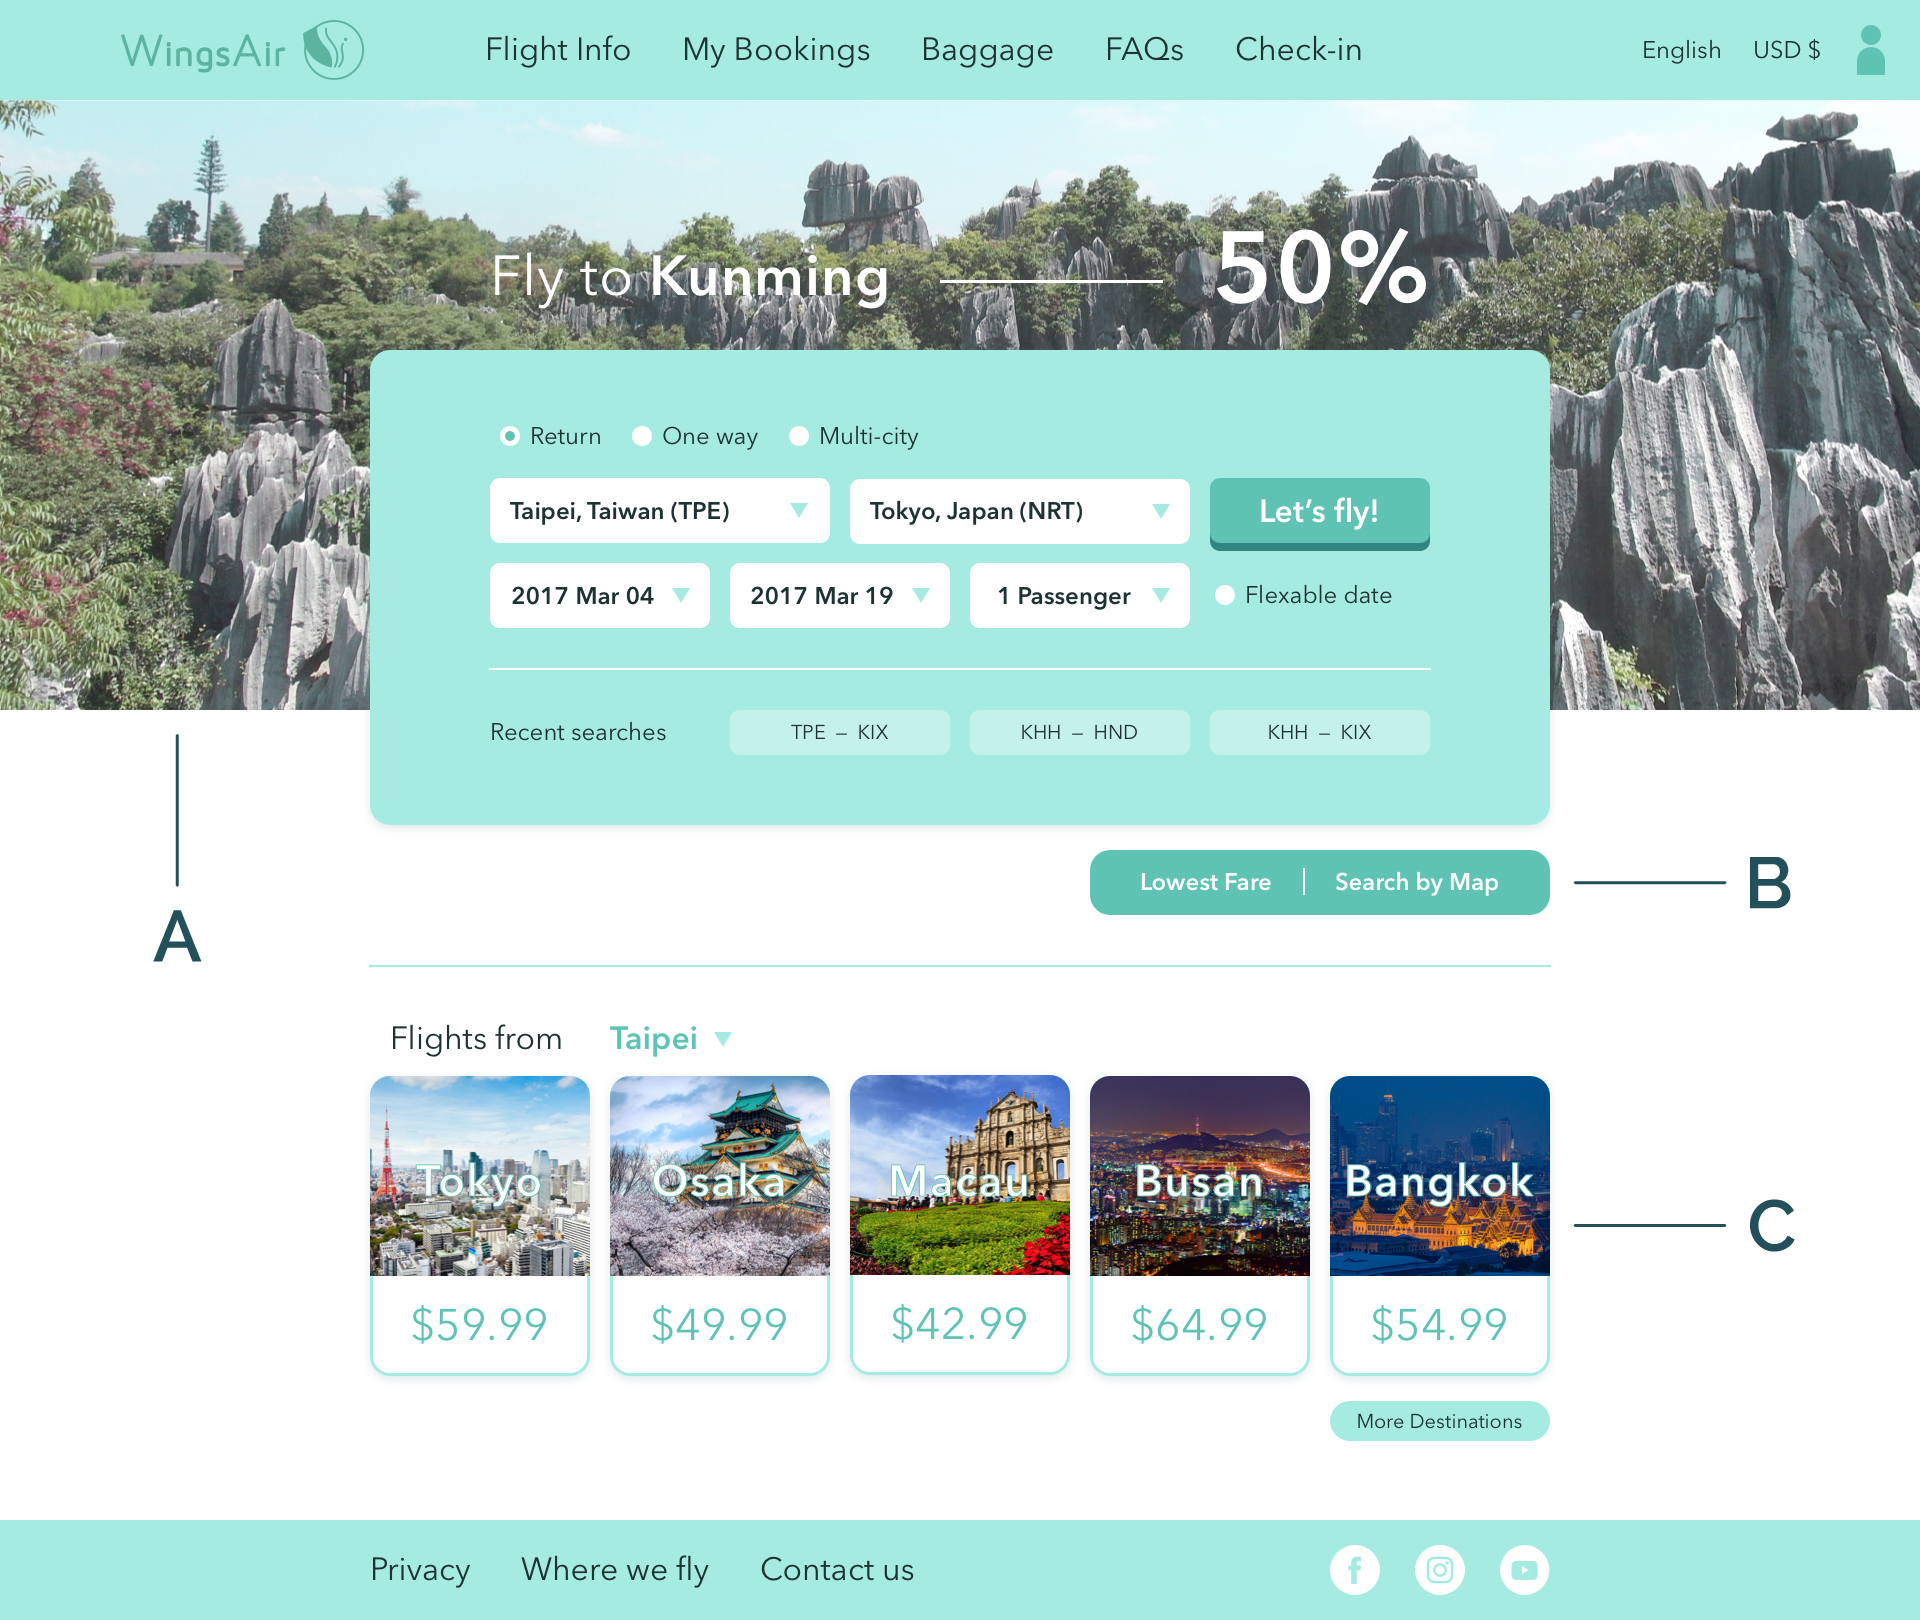 WingsAir
Flight Info
My Bookings
Baggage
FAQs
Check-in
English
USD $
Fly to Kunming
50%
Return
One way
Multi-city
Taipei, Taiwan (TPE)
Tokyo, Japan (NRT)
Let's fly!
2017 Mar 04
2017 Mar 19
1 Passenger
Flexable date
Recent searches
TPE – KIX
KHH – HND
KHH – KIX
Lowest Fare
Search by Map
A
B
Flights from
Taipei
Tokyo
Osaka
Macau
Busan
Bangkok
C
$59.99
$49.99
$42.99
$64.99
$54.99
More Destinations
Privacy
Where we fly
Contact us